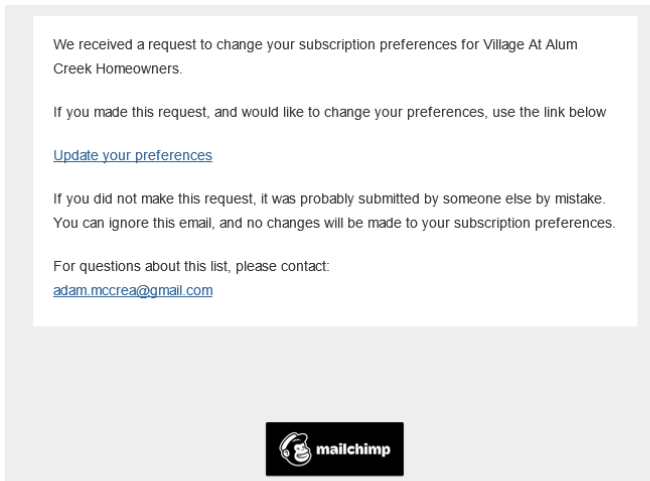 We received a request to change your subscription preferences for Village At Alum
Creek Homeowners.
If you made this request, and would like to change your preferences, use the link below
Update your preferences
If you did not make this request, it was probably submitted by someone else by mistake.
You can ignore this email, and no changes will be made to your subscription preferences.
For questions about this list, please contact:
adam.mccrea@gmail.com
mailchimp